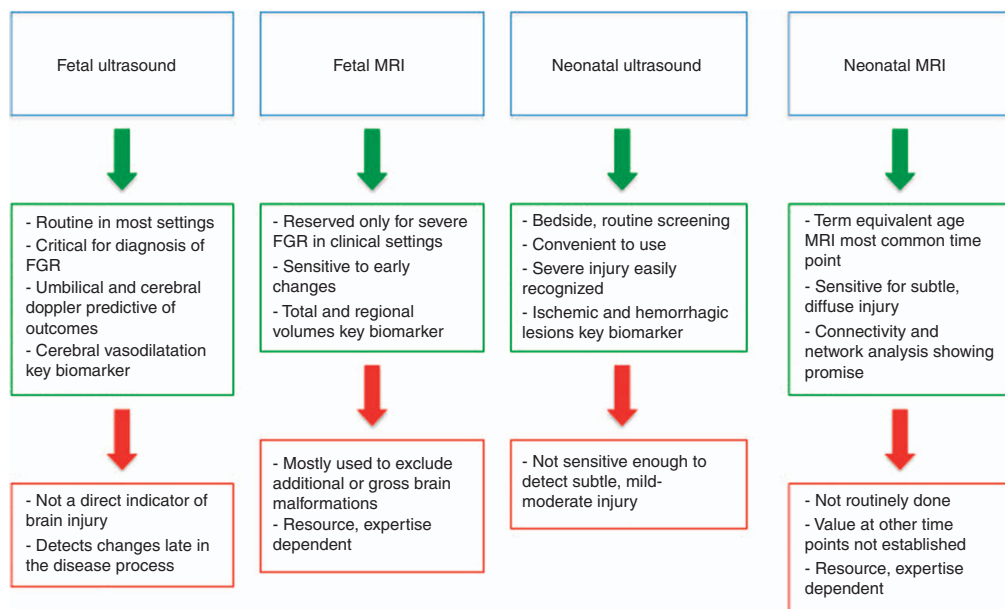 Fetal ultrasound
Fetal MRI
Neonatal ultrasound
Neonatal MRI
- Routine in most settings
- Critical for diagnosis of
FGR
- Umbilical and cerebral
doppler predictive of
outcomes
- Cerebral vasodilatation
key biomarker
- Reserved only for severe
FGR in clinical settings
- Sensitive to early
changes
- Total and regional
volumes key biomarker
- Bedside, routine screening
- Convenient to use
- Severe injury easily
recognized
- Ischemic and hemorrhagic
lesions key biomarker
- Term equivalent age
MRI most common time
point
- Sensitive for subtle,
diffuse injury
- Connectivity and
network analysis showing
promise
- Not a direct indicator of
brain injury
- Detects changes late in
the disease process
- Mostly used to exclude
additional or gross brain
malformations
- Resource, expertise
dependent
- Not sensitive enough to
detect subtle, mild-
moderate injury
- Not routinely done
- Value at other time
points not established
- Resource, expertise
dependent